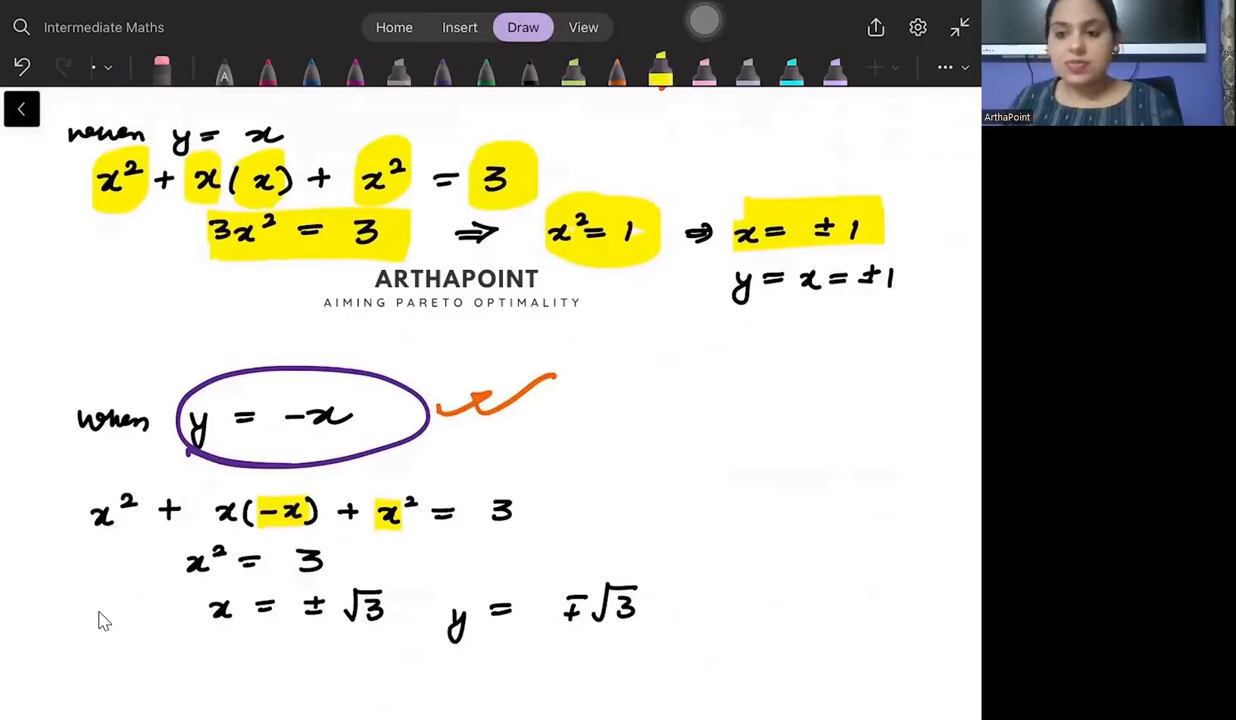 Intermediate Maths
Home Insert Draw View
A
ArthaPoint
when y = x
x² + x(x) + x² = 3
3x² = 3 ⇒ x² = 1 ⇒ x = ± 1
ARTHAPOINT
y = x = ±1
AIMING PARETO OPTIMALITY
when y = -x
x² + x(-x) + x² = 3
x² = 3
x = ± √3 y = ∓√3